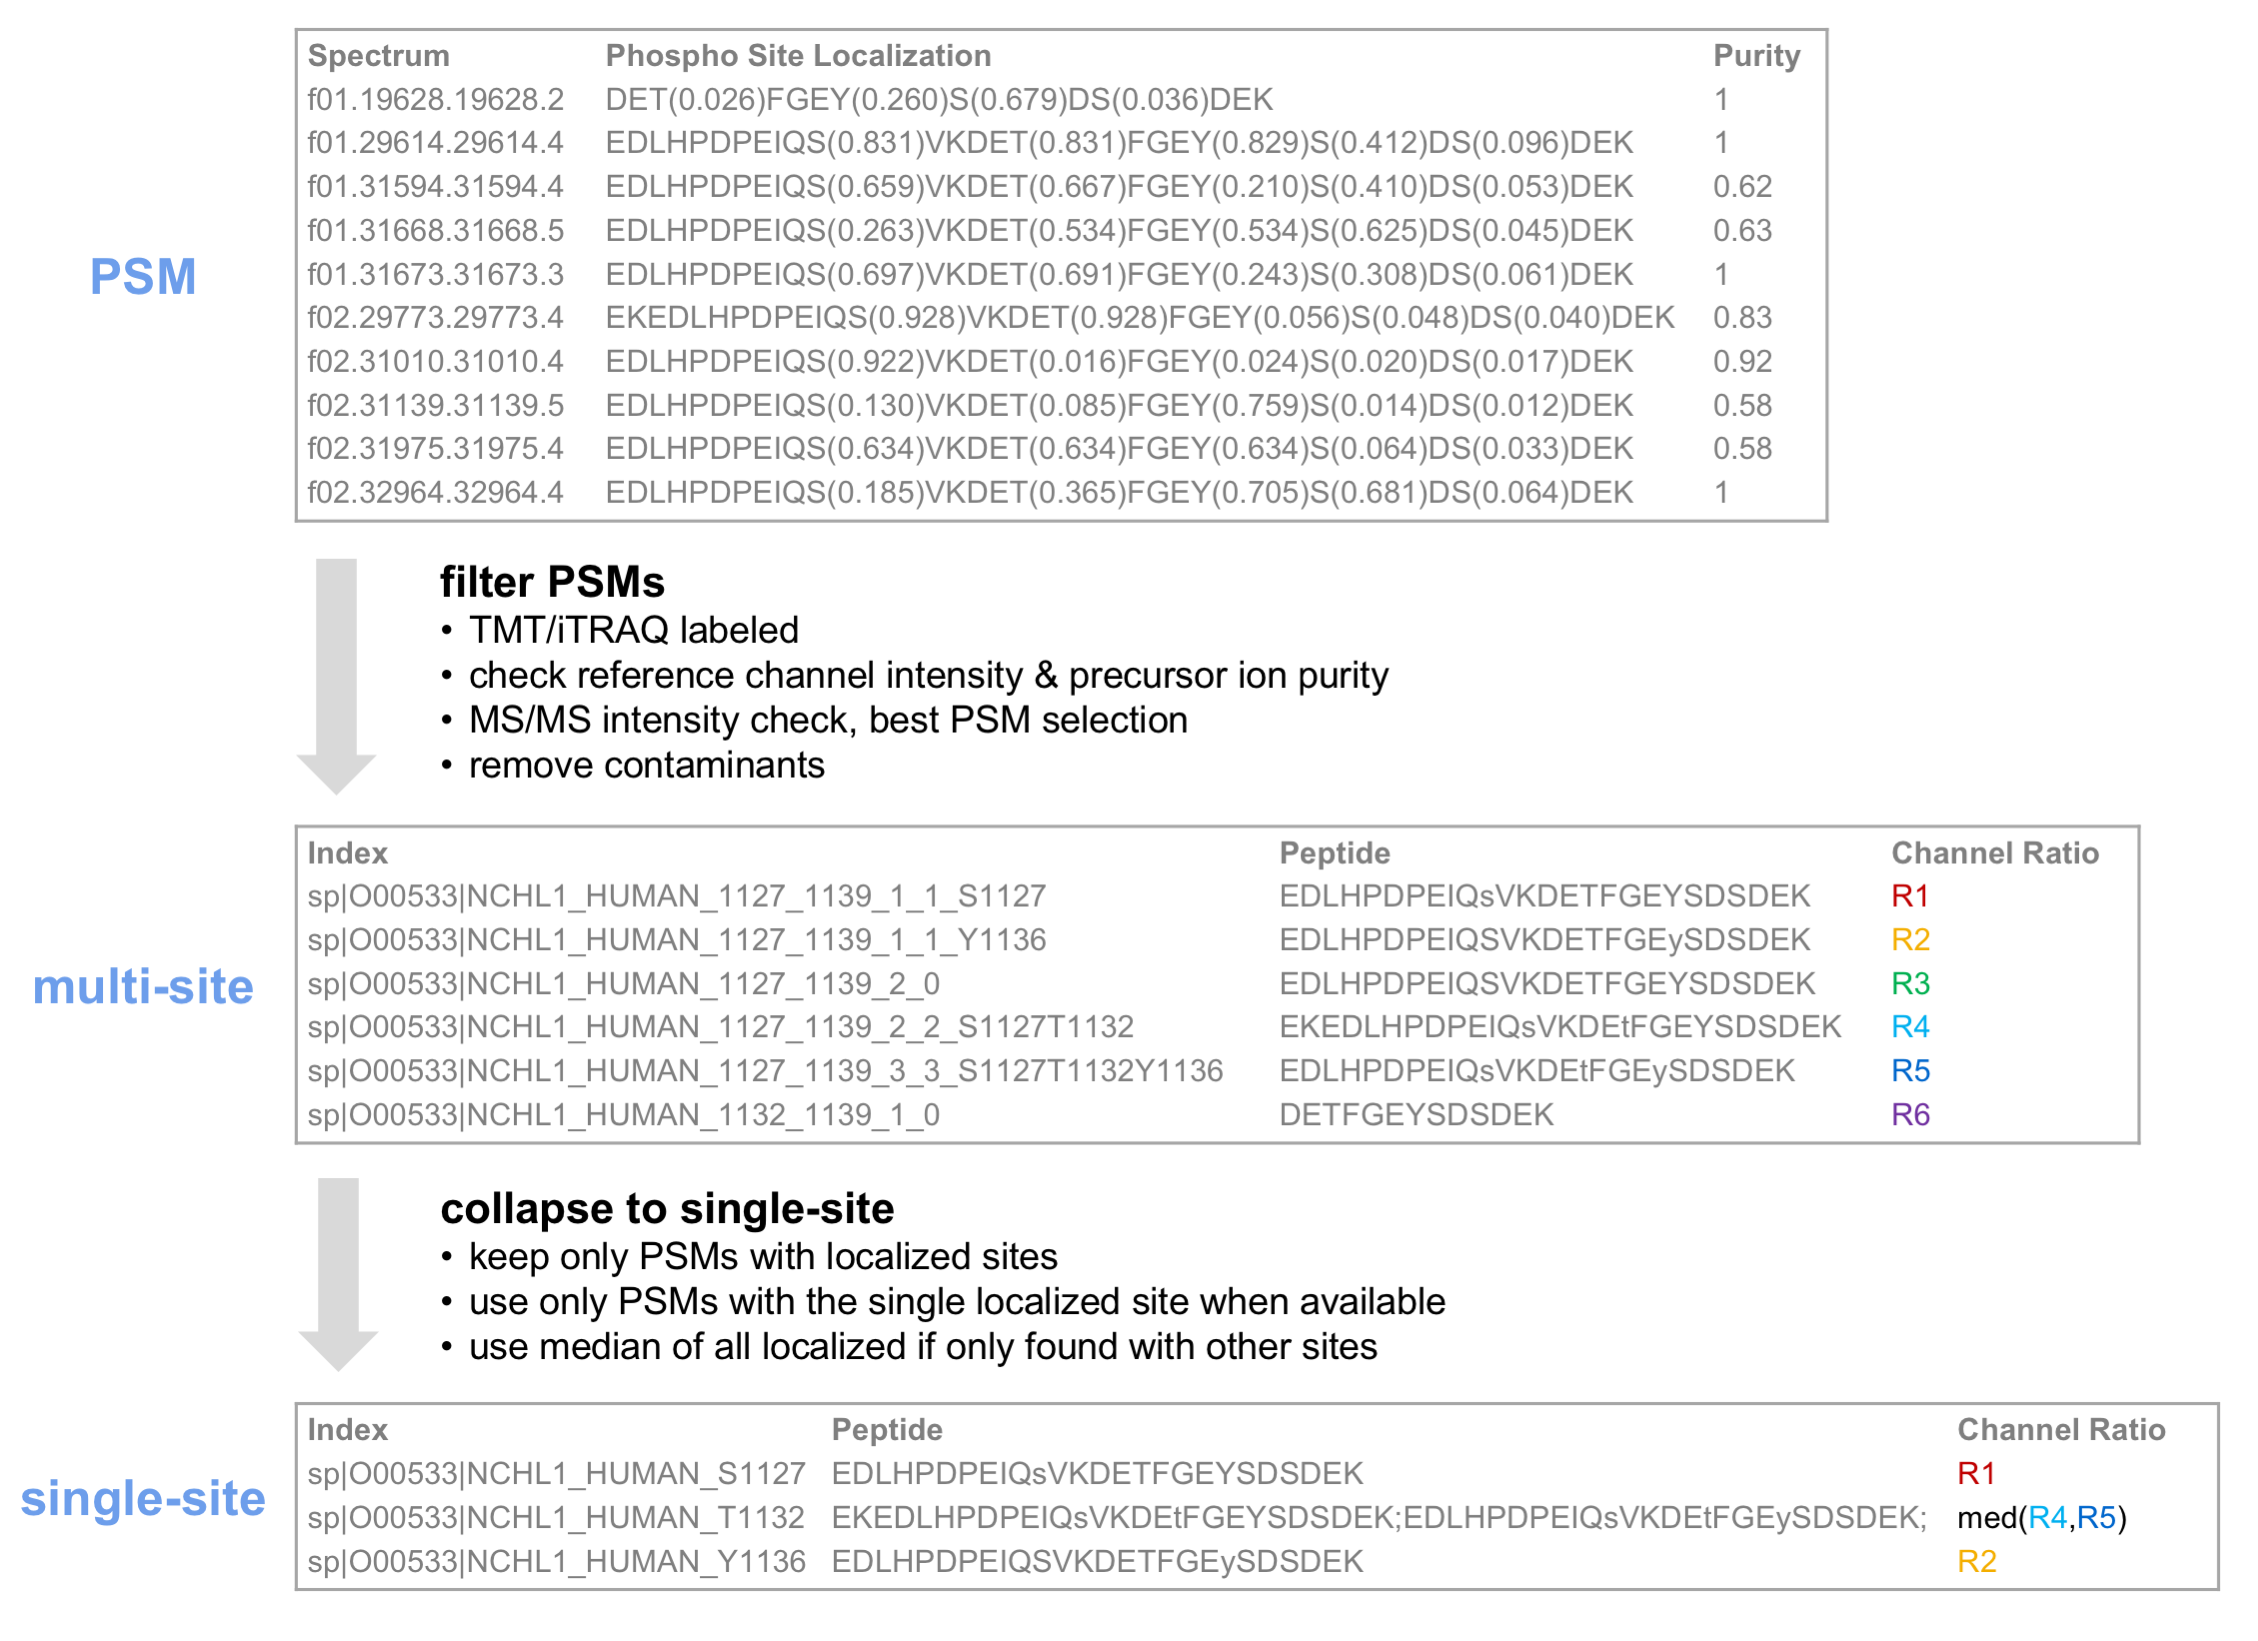 Spectrum Phospho Site Localization Purity
f01.19628.19628.2 DET(0.026)FGEY(0.260)S(0.679)DS(0.036)DEK 1
f01.29614.29614.4 EDLHPDPEIQS(0.831)VKDET(0.831)FGEY(0.829)S(0.412)DS(0.096)DEK 1
f01.31594.31594.4 EDLHPDPEIQS(0.659)VKDET(0.667)FGEY(0.210)S(0.410)DS(0.053)DEK 0.62
f01.31668.31668.5 EDLHPDPEIQS(0.263)VKDET(0.534)FGEY(0.534)S(0.625)DS(0.045)DEK 0.63
f01.31673.31673.3 EDLHPDPEIQS(0.697)VKDET(0.691)FGEY(0.243)S(0.308)DS(0.061)DEK 1
PSM
f02.29773.29773.4 EKEDLHPDPEIQS(0.928)VKDET(0.928)FGEY(0.056)S(0.048)DS(0.040)DEK 0.83
f02.31010.31010.4 EDLHPDPEIQS(0.922)VKDET(0.016)FGEY(0.024)S(0.020)DS(0.017)DEK 0.92
f02.31139.31139.5 EDLHPDPEIQS(0.130)VKDET(0.085)FGEY(0.759)S(0.014)DS(0.012)DEK 0.58
f02.31975.31975.4 EDLHPDPEIQS(0.634)VKDET(0.634)FGEY(0.634)S(0.064)DS(0.033)DEK 0.58
f02.32964.32964.4 EDLHPDPEIQS(0.185)VKDET(0.365)FGEY(0.705)S(0.681)DS(0.064)DEK 1
filter PSMs
• TMT/iTRAQ labeled
• check reference channel intensity & precursor ion purity
• MS/MS intensity check, best PSM selection
• remove contaminants
Index Peptide Channel Ratio
sp|O00533|NCHL1_HUMAN_1127_1139_1_1_S1127 EDLHPDPEIQsVKDETFGEYSDSDEK R1
sp|O00533|NCHL1_HUMAN_1127_1139_1_1_Y1136 EDLHPDPEIQSVKDETFGEySDSDEK R2
sp|O00533|NCHL1_HUMAN_1127_1139_2_0 EDLHPDPEIQSVKDETFGEYSDSDEK R3
multi-site
sp|O00533|NCHL1_HUMAN_1127_1139_2_2_S1127T1132 EKEDLHPDPEIQsVKDEtFGEYSDSDEK R4
sp|O00533|NCHL1_HUMAN_1127_1139_3_3_S1127T1132Y1136 EDLHPDPEIQsVKDEtFGEySDSDEK R5
sp|O00533|NCHL1_HUMAN_1132_1139_1_0 DETFGEYSDSDEK R6
collapse to single-site
• keep only PSMs with localized sites
• use only PSMs with the single localized site when available
• use median of all localized if only found with other sites
Index Peptide Channel Ratio
sp|O00533|NCHL1_HUMAN_S1127 EDLHPDPEIQsVKDETFGEYSDSDEK R1
single-site
sp|O00533|NCHL1_HUMAN_T1132 EKEDLHPDPEIQsVKDEtFGEYSDSDEK;EDLHPDPEIQsVKDEtFGEySDSDEK; med(R4,R5)
sp|O00533|NCHL1_HUMAN_Y1136 EDLHPDPEIQSVKDETFGEySDSDEK R2